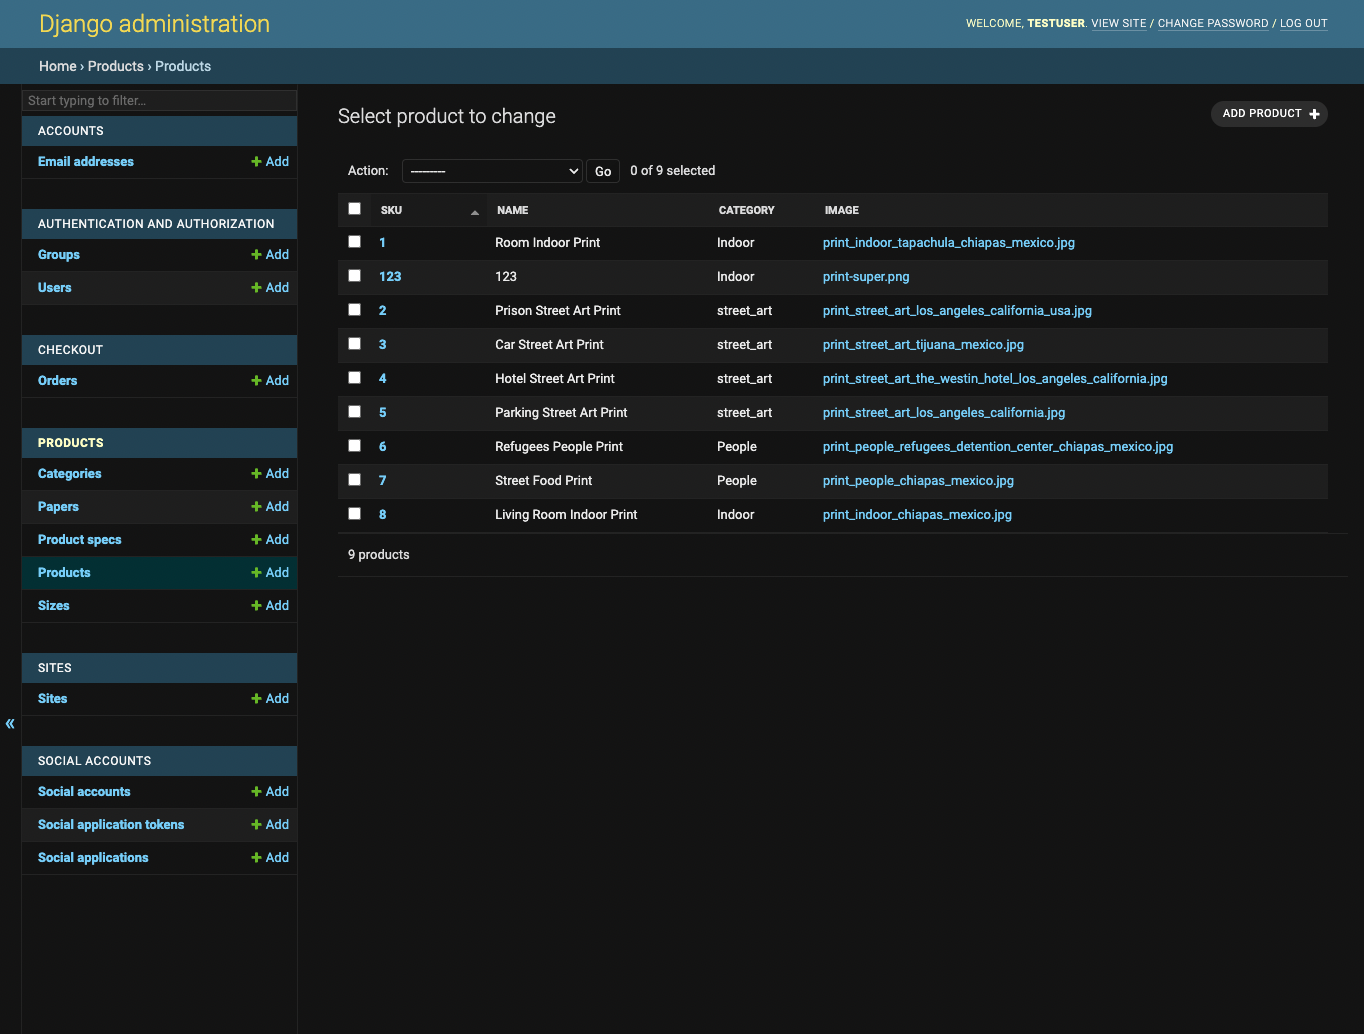 Django administration
WELCOME, TESTUSER. VIEW SITE / CHANGE PASSWORD / LOG OUT
Home › Products › Products
Start typing to filter...
ACCOUNTS
Email addresses Add
AUTHENTICATION AND AUTHORIZATION
Groups Add
Users Add
CHECKOUT
Orders Add
PRODUCTS
Categories Add
Papers Add
Product specs Add
Products Add
Sizes Add
SITES
Sites Add
«
SOCIAL ACCOUNTS
Social accounts Add
Social application tokens Add
Social applications Add
Select product to change
ADD PRODUCT
Action: --------- Go 0 of 9 selected
SKU NAME CATEGORY IMAGE
1 Room Indoor Print Indoor print_indoor_tapachula_chiapas_mexico.jpg
123 123 Indoor print-super.png
2 Prison Street Art Print street_art print_street_art_los_angeles_california_usa.jpg
3 Car Street Art Print street_art print_street_art_tijuana_mexico.jpg
4 Hotel Street Art Print street_art print_street_art_the_westin_hotel_los_angeles_california.jpg
5 Parking Street Art Print street_art print_street_art_los_angeles_california.jpg
6 Refugees People Print People print_people_refugees_detention_center_chiapas_mexico.jpg
7 Street Food Print People print_people_chiapas_mexico.jpg
8 Living Room Indoor Print Indoor print_indoor_chiapas_mexico.jpg
9 products